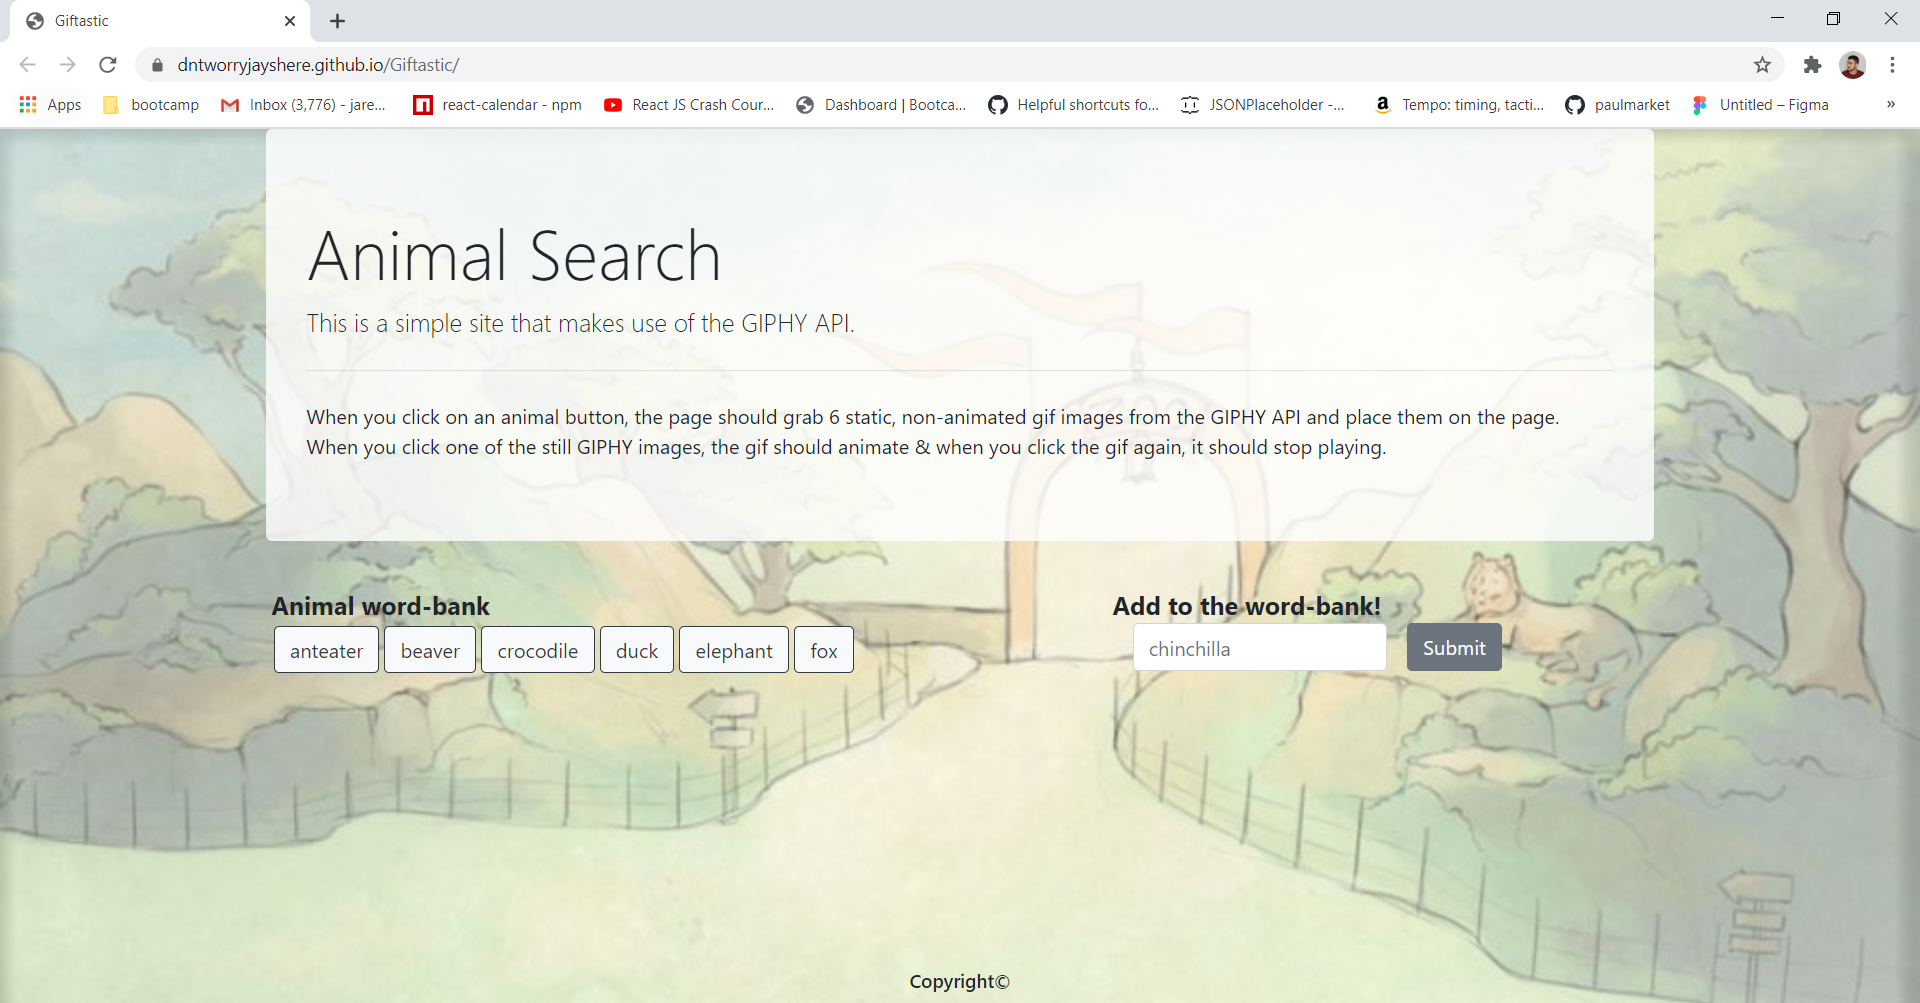 Giftastic
dntworryjayshere.github.io/Giftastic/
Apps bootcamp Inbox (3,776) - jare... react-calendar - npm React JS Crash Cour... Dashboard | Bootca... Helpful shortcuts fo... JSONPlaceholder -... Tempo: timing, tacti... paulmarket Untitled – Figma »
Animal Search
This is a simple site that makes use of the GIPHY API.
When you click on an animal button, the page should grab 6 static, non-animated gif images from the GIPHY API and place them on the page.
When you click one of the still GIPHY images, the gif should animate & when you click the gif again, it should stop playing.
ZOO
Animal word-bank
anteater beaver crocodile duck elephant fox
Add to the word-bank!
chinchilla Submit
Copyright©